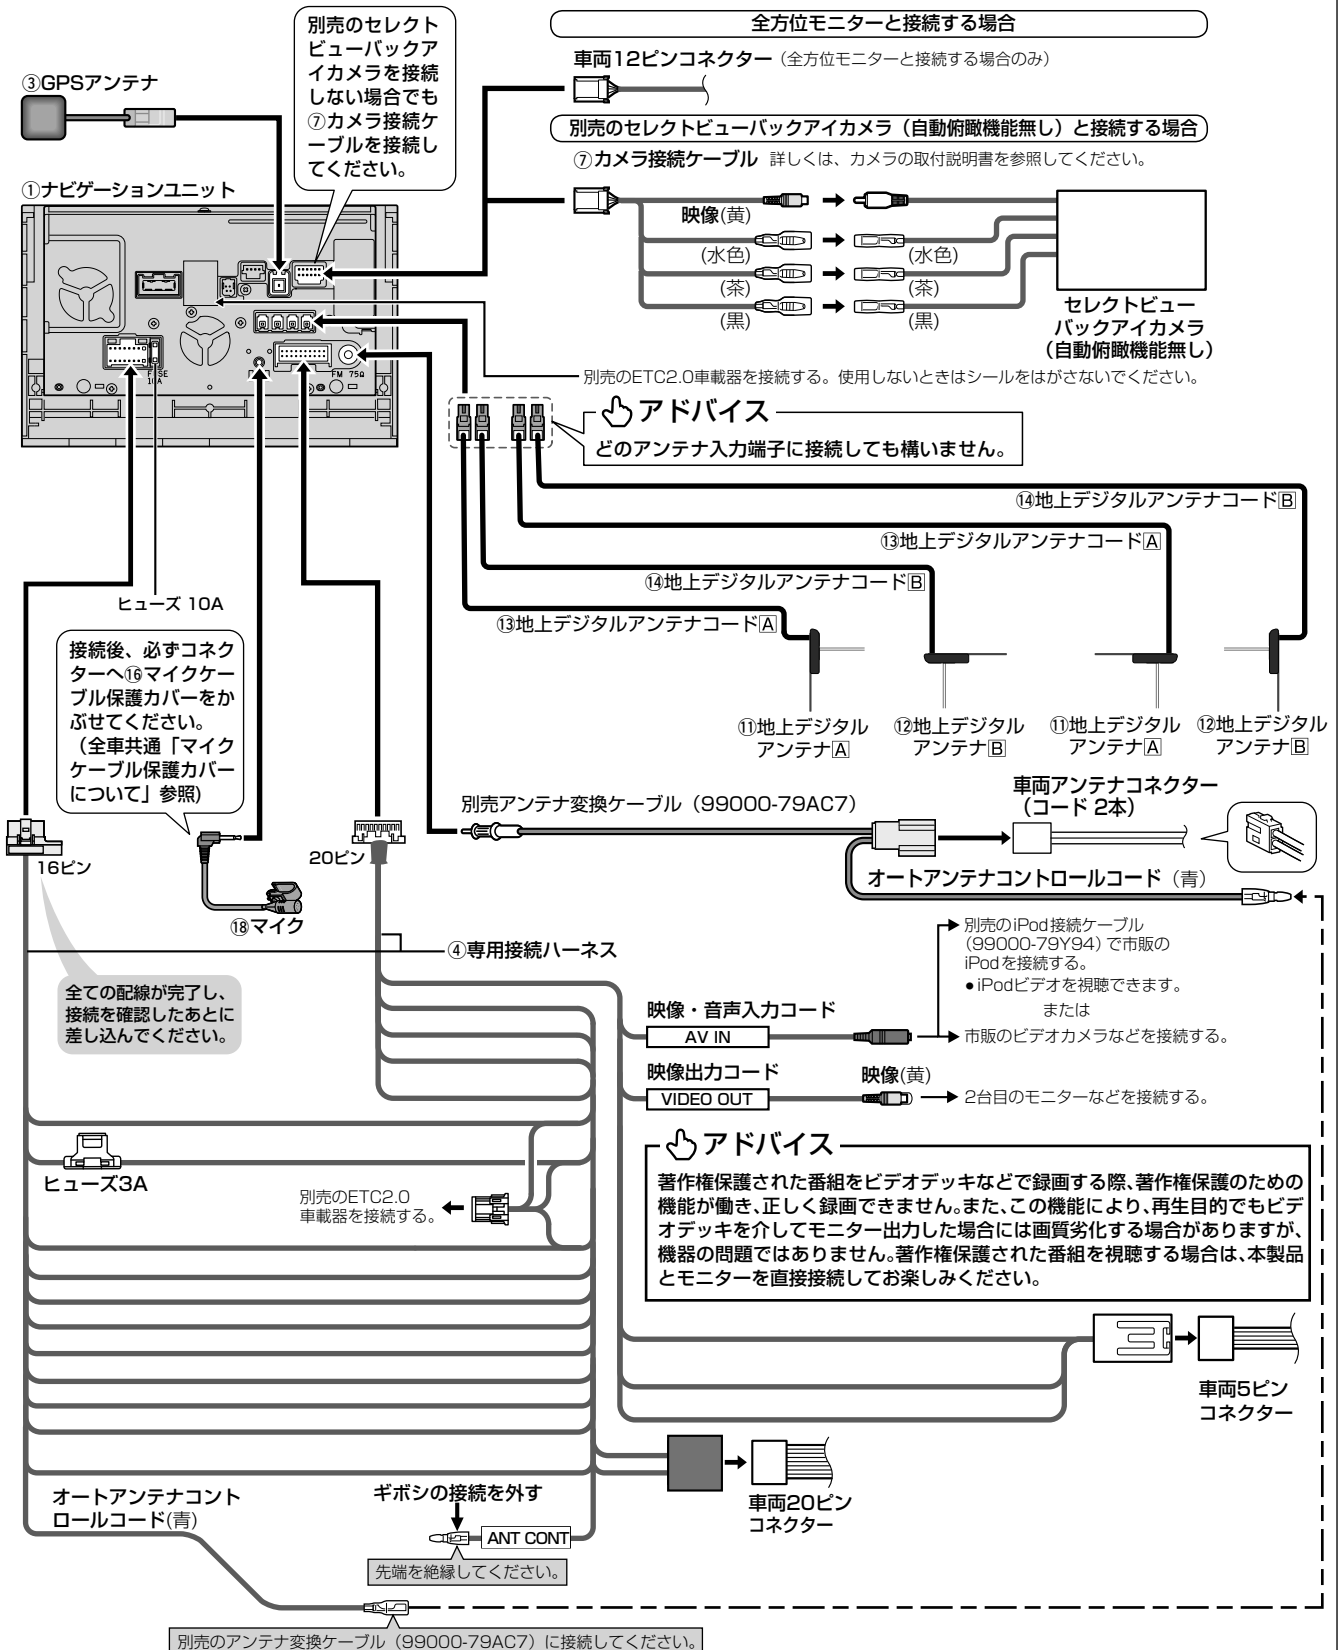 全方位モニターと接続する場合
別売のセレクト
ビューバックア
イカメラを接続
しない場合でも
⑦カメラ接続ケ
ーブルを接続し
てください。
車両12ピンコネクター（全方位モニターと接続する場合のみ）
③GPSアンテナ
別売のセレクトビューバックアイカメラ（自動俯瞰機能無し）と接続する場合
⑦カメラ接続ケーブル 詳しくは、カメラの取付説明書を参照してください。
①ナビゲーションユニット
映像(黄)
(水色)
(水色)
(茶)
(茶)
(黒)
(黒)
セレクトビュー
バックアイカメラ
（自動俯瞰機能無し）
FUSE
10A
FM 75Ω
別売のETC2.0車載器を接続する。使用しないときはシールをはがさないでください。
アドバイス
どのアンテナ入力端子に接続しても構いません。
⑭地上デジタルアンテナコードB
⑬地上デジタルアンテナコードA
⑭地上デジタルアンテナコードB
⑬地上デジタルアンテナコードA
ヒューズ 10A
接続後、必ずコネク
ターへ⑯マイクケー
ブル保護カバーをか
ぶせてください。
（全車共通「マイク
ケーブル保護カバー
について」参照)
⑪地上デジタル
アンテナA
⑫地上デジタル
アンテナB
⑪地上デジタル
アンテナA
⑫地上デジタル
アンテナB
別売アンテナ変換ケーブル（99000-79AC7）
車両アンテナコネクター
（コード 2本）
16ピン
20ピン
⑱マイク
オートアンテナコントロールコード（青）
④専用接続ハーネス
全ての配線が完了し、
接続を確認したあとに
差し込んでください。
別売のiPod接続ケーブル
（99000-79Y94）で市販の
iPodを接続する。
●iPodビデオを視聴できます。
または
市販のビデオカメラなどを接続する。
映像・音声入力コード
AV IN
映像出力コード
VIDEO OUT
映像(黄)
2台目のモニターなどを接続する。
アドバイス
著作権保護された番組をビデオデッキなどで録画する際、著作権保護のための
機能が働き、正しく録画できません。また、この機能により、再生目的でもビデ
オデッキを介してモニター出力した場合には画質劣化する場合がありますが、
機器の問題ではありません。著作権保護された番組を視聴する場合は、本製品
とモニターを直接接続してお楽しみください。
ヒューズ3A
別売のETC2.0
車載器を接続する。
車両5ピン
コネクター
車両20ピン
コネクター
オートアンテナコント
ロールコード(青)
ギボシの接続を外す
ANT CONT
先端を絶縁してください。
別売のアンテナ変換ケーブル（99000-79AC7）に接続してください。